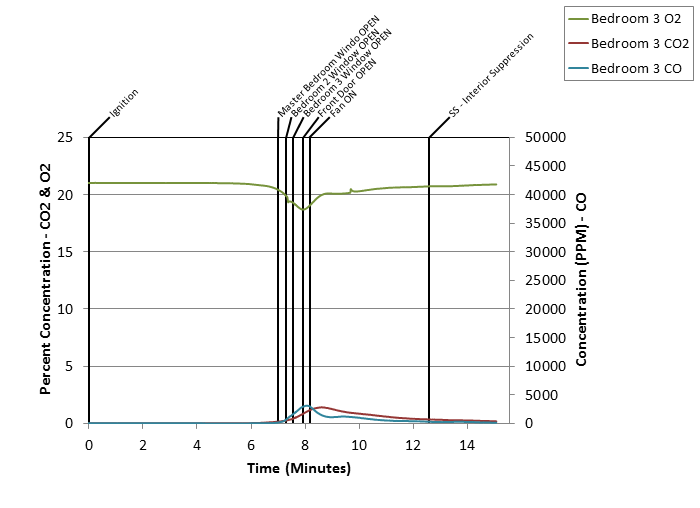 Bedroom 3 O2
Bedroom 3 CO2
Bedroom 3 CO
Ignition
Master Bedroom Windo OPEN
Bedroom 2 Window OPEN
Bedroom 3 Window OPEN
Front Door OPEN
Fan ON
SS - Interior Suppression
25
20
15
10
5
0
Percent Concentration - CO2 & O2
50000
45000
40000
35000
30000
25000
20000
15000
10000
5000
0
Concentration (PPM) - CO
0 2 4 6 8 10 12 14
Time (Minutes)